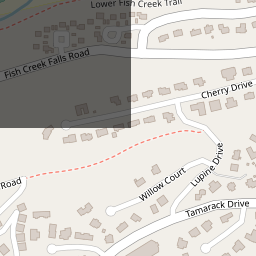 Lower Fish Creek Trail
Fish Creek Falls Road
Cherry Drive
Lupine Drive
Willow Court
Road
Tamarack Drive